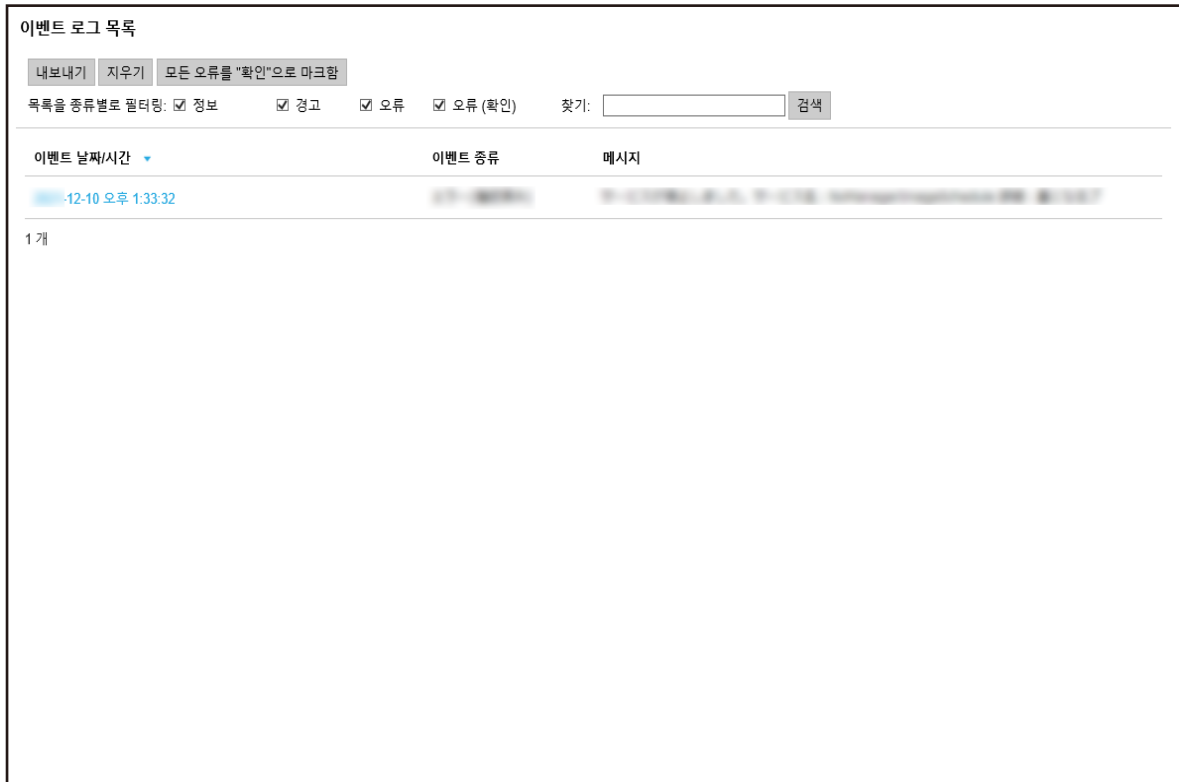 이벤트 로그 목록
내보내기 지우기 모든 오류를 "확인"으로 마크함
목록을 종류별로 필터링: 정보 경고 오류 오류 (확인) 찾기: 검색
이벤트 날짜/시간 이벤트 종류 메시지
-12-10 오후 1:33:32
1 개